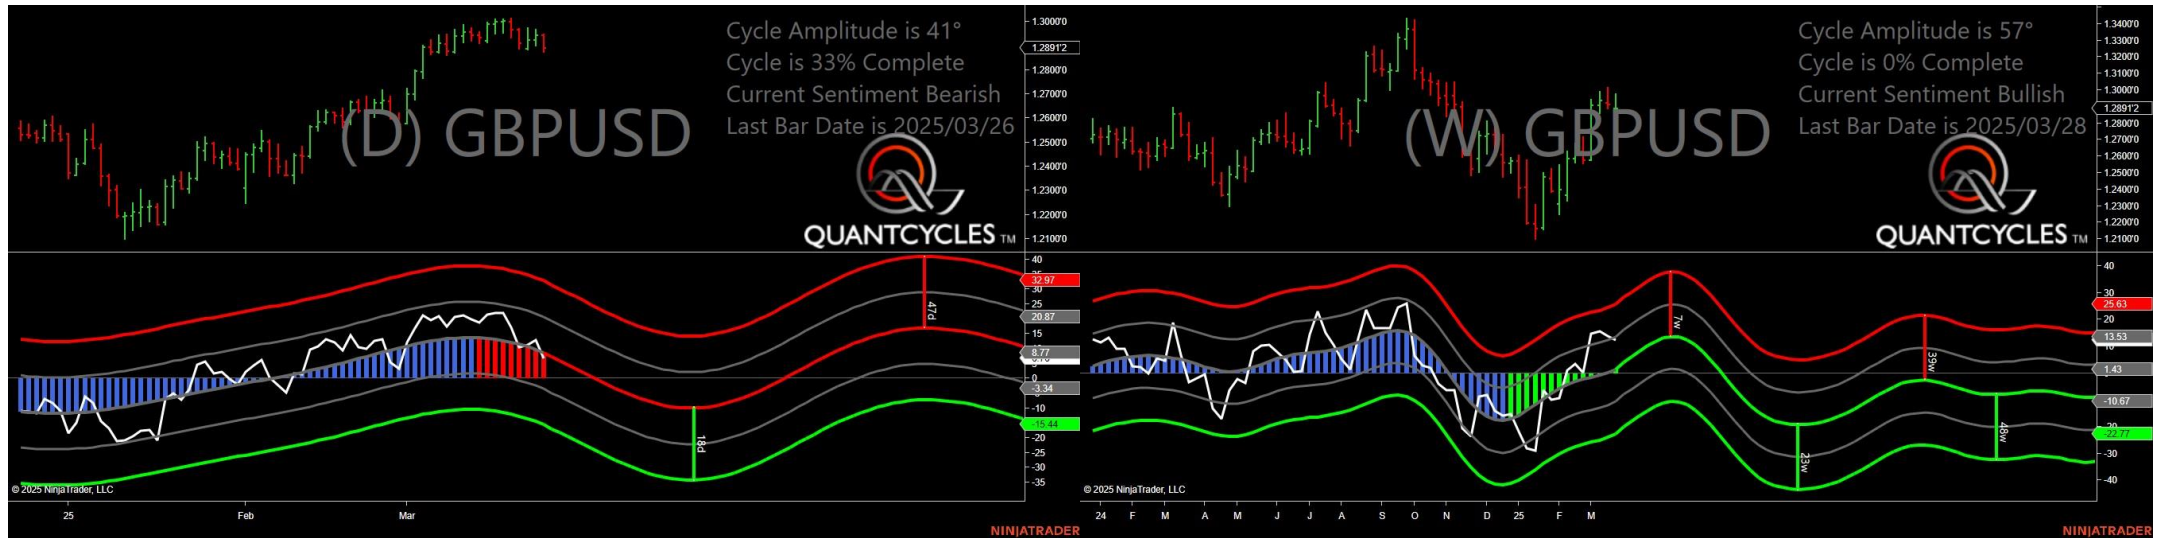 Cycle Amplitude is 41°
Cycle is 33% Complete
Current Sentiment Bearish
Last Bar Date is 2025/03/26
(D) GBPUSD
QUANTCYCLES TM
1.3000'0
1.2891'2
1.2800'0
1.2700'0
1.2600'0
1.2500'0
1.2400'0
1.2300'0
1.2200'0
1.2100'0
40
32.97
30
25
20.87
15
8.77
0
-3.34
-10
-15.44
-20
-25
-30
-35
47d
18d
© 2025 NinjaTrader, LLC
25 Feb Mar
NINJATRADER
Cycle Amplitude is 57°
Cycle is 0% Complete
Current Sentiment Bullish
Last Bar Date is 2025/03/28
(W) GBPUSD
QUANTCYCLES TM
1.3400'0
1.3300'0
1.3200'0
1.3100'0
1.3000'0
1.2891'2
1.2800'0
1.2700'0
1.2600'0
1.2500'0
1.2400'0
1.2300'0
1.2200'0
1.2100'0
40
30
25.63
20
13.53
1.43
-10.67
-22.77
-30
-40
7w
39w
23w
48w
© 2025 NinjaTrader, LLC
24 F M A M J J A S O N D 25 F M
NINJATRADER